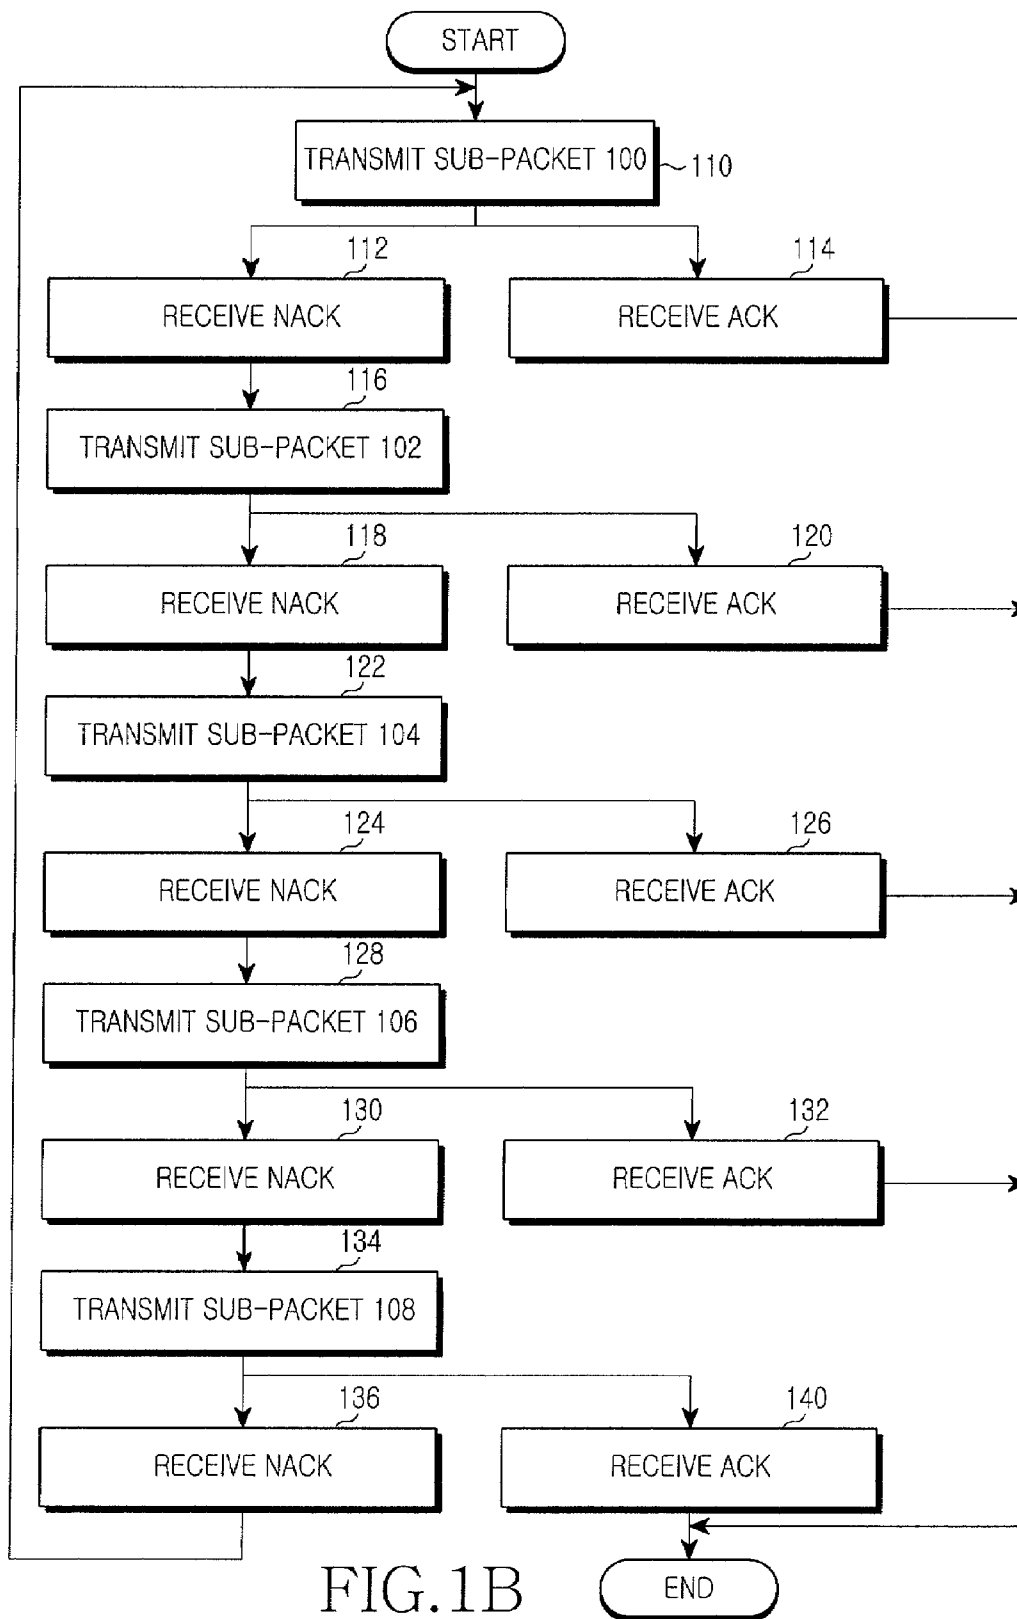 START
TRANSMIT SUB-PACKET 100
110
112
114
RECEIVE NACK
RECEIVE ACK
116
TRANSMIT SUB-PACKET 102
118
120
RECEIVE NACK
RECEIVE ACK
122
TRANSMIT SUB-PACKET 104
124
126
RECEIVE NACK
RECEIVE ACK
128
TRANSMIT SUB-PACKET 106
130
132
RECEIVE NACK
RECEIVE ACK
134
TRANSMIT SUB-PACKET 108
136
140
RECEIVE NACK
RECEIVE ACK
FIG.1B
END